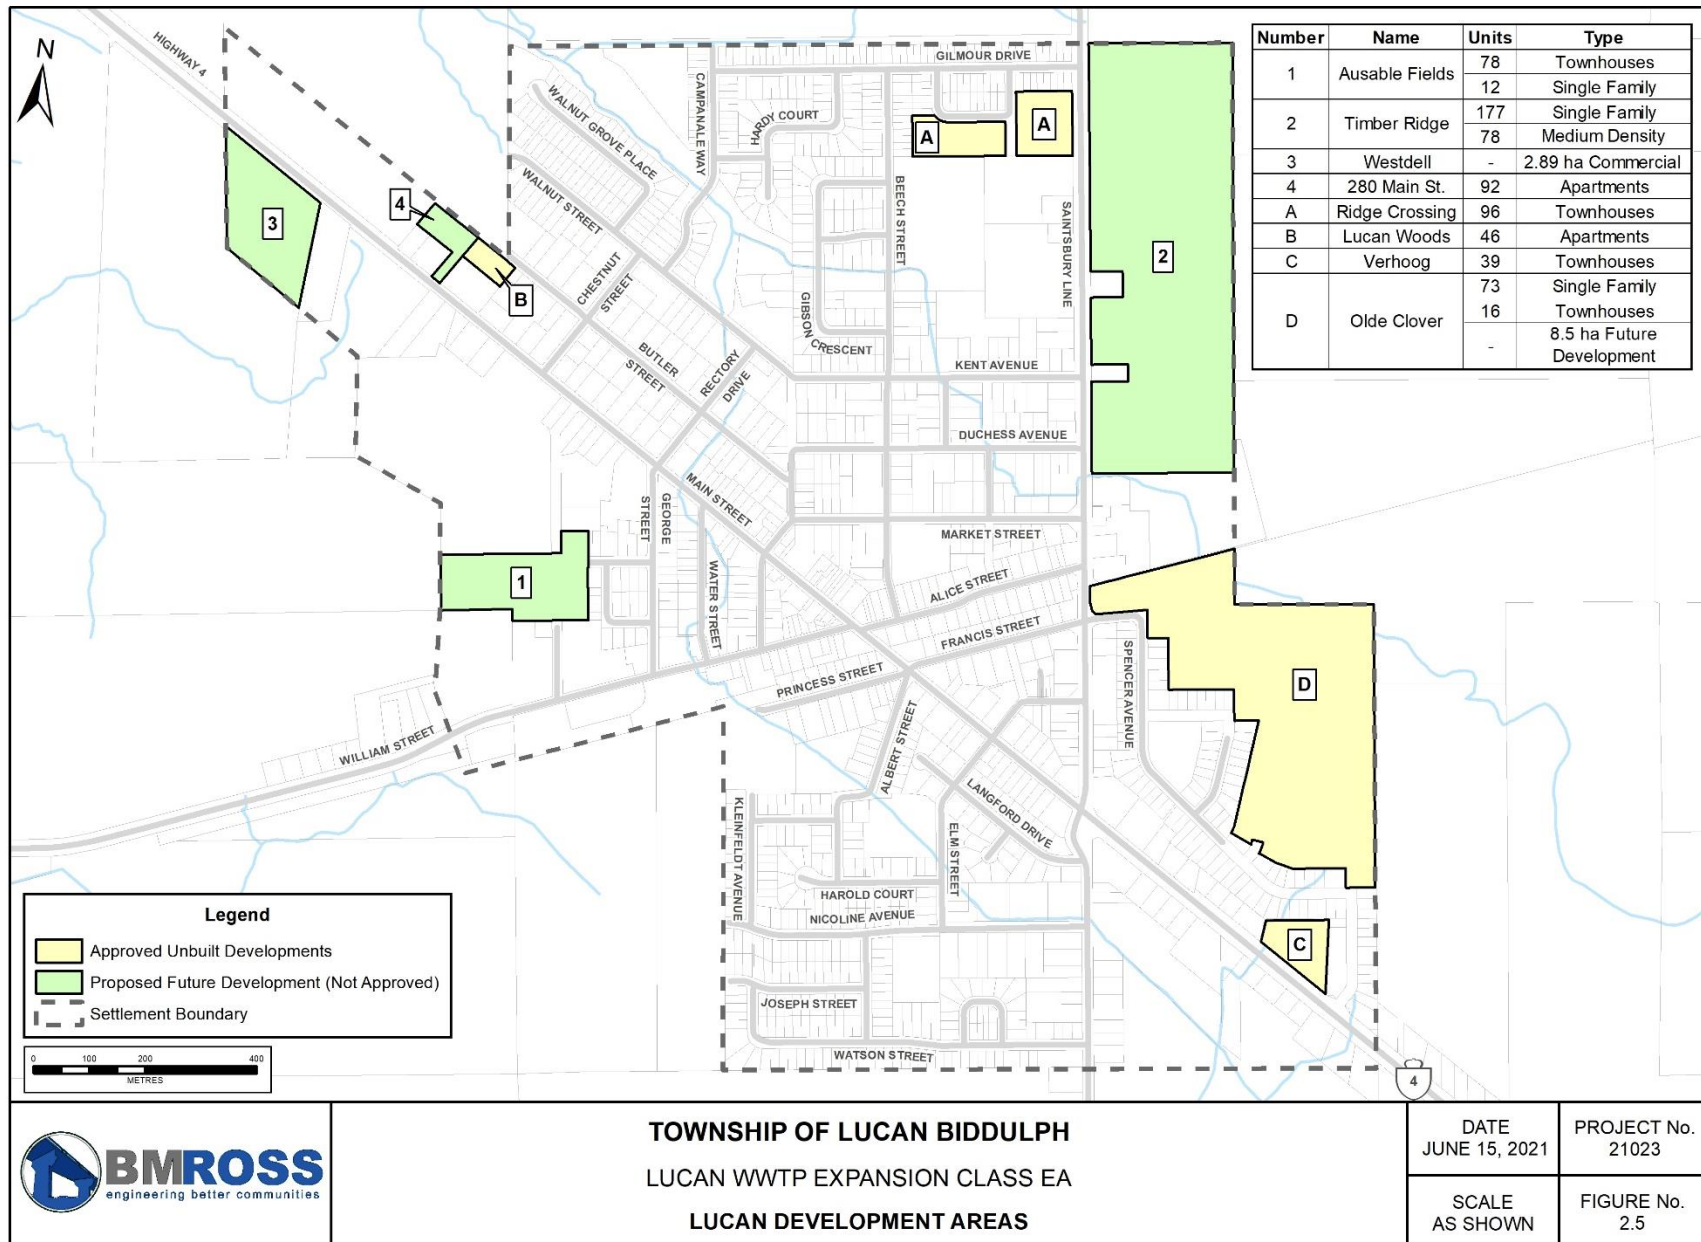 N
HIGHWAY 4
GILMOUR DRIVE
CAMPANALE WAY
WALNUT GROVE PLACE
HARDY COURT
A
A
WALNUT STREET
BEECH STREET
SAINTSBURY LINE
3
4
B
2
CHESTNUT
STREET
GIBSON CRESCENT
BUTLER
STREET
RECTORY
DRIVE
KENT AVENUE
DUCHESS AVENUE
MAIN STREET
GEORGE
STREET
MARKET STREET
1
WATER STREET
ALICE STREET
FRANCIS STREET
PRINCESS STREET
SPENCER AVENUE
D
WILLIAM STREET
ALBERT STREET
LANGFORD DRIVE
KLEINFELDT AVENUE
ELM STREET
HAROLD COURT
NICOLINE AVENUE
C
JOSEPH STREET
WATSON STREET
4
Number Name Units Type
1 Ausable Fields 78 Townhouses
12 Single Family
2 Timber Ridge 177 Single Family
78 Medium Density
3 Westdell - 2.89 ha Commercial
4 280 Main St. 92 Apartments
A Ridge Crossing 96 Townhouses
B Lucan Woods 46 Apartments
C Verhoog 39 Townhouses
D Olde Clover 73 Single Family
16 Townhouses
- 8.5 ha Future
Development
Legend
Approved Unbuilt Developments
Proposed Future Development (Not Approved)
Settlement Boundary
0 100 200 400
METRES
BMROSS
engineering better communities
TOWNSHIP OF LUCAN BIDDULPH
LUCAN WWTP EXPANSION CLASS EA
LUCAN DEVELOPMENT AREAS
DATE
JUNE 15, 2021
PROJECT No.
21023
SCALE
AS SHOWN
FIGURE No.
2.5